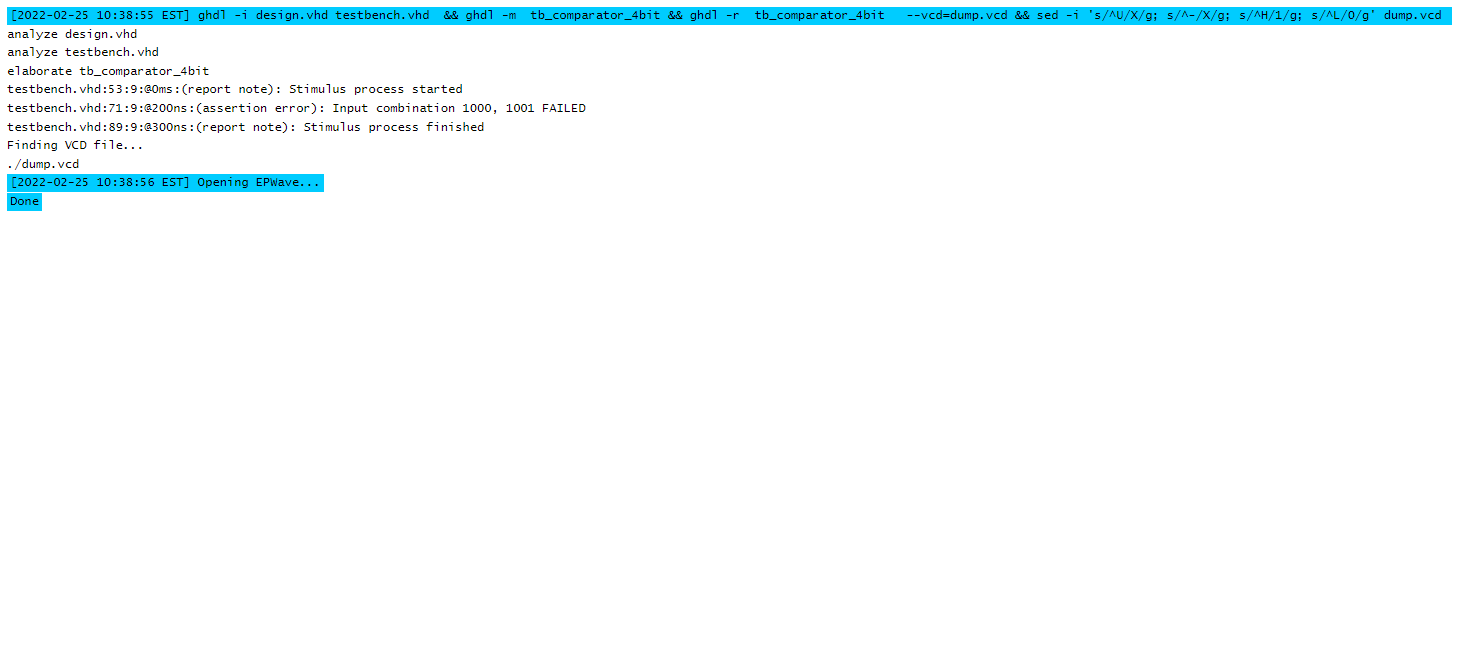 [2022-02-25 10:38:55 EST] ghdl -i design.vhd testbench.vhd  && ghdl -m  tb_comparator_4bit && ghdl -r  tb_comparator_4bit   --vcd=dump.vcd && sed -i 's/^U/X/g; s/^-/X/g; s/^H/1/g; s/^L/0/g' dump.vcd
analyze design.vhd
analyze testbench.vhd
elaborate tb_comparator_4bit
testbench.vhd:53:9:@0ms:(report note): Stimulus process started
testbench.vhd:71:9:@200ns:(assertion error): Input combination 1000, 1001 FAILED
testbench.vhd:89:9:@300ns:(report note): Stimulus process finished
Finding VCD file...
./dump.vcd
[2022-02-25 10:38:56 EST] Opening EPWave...
Done